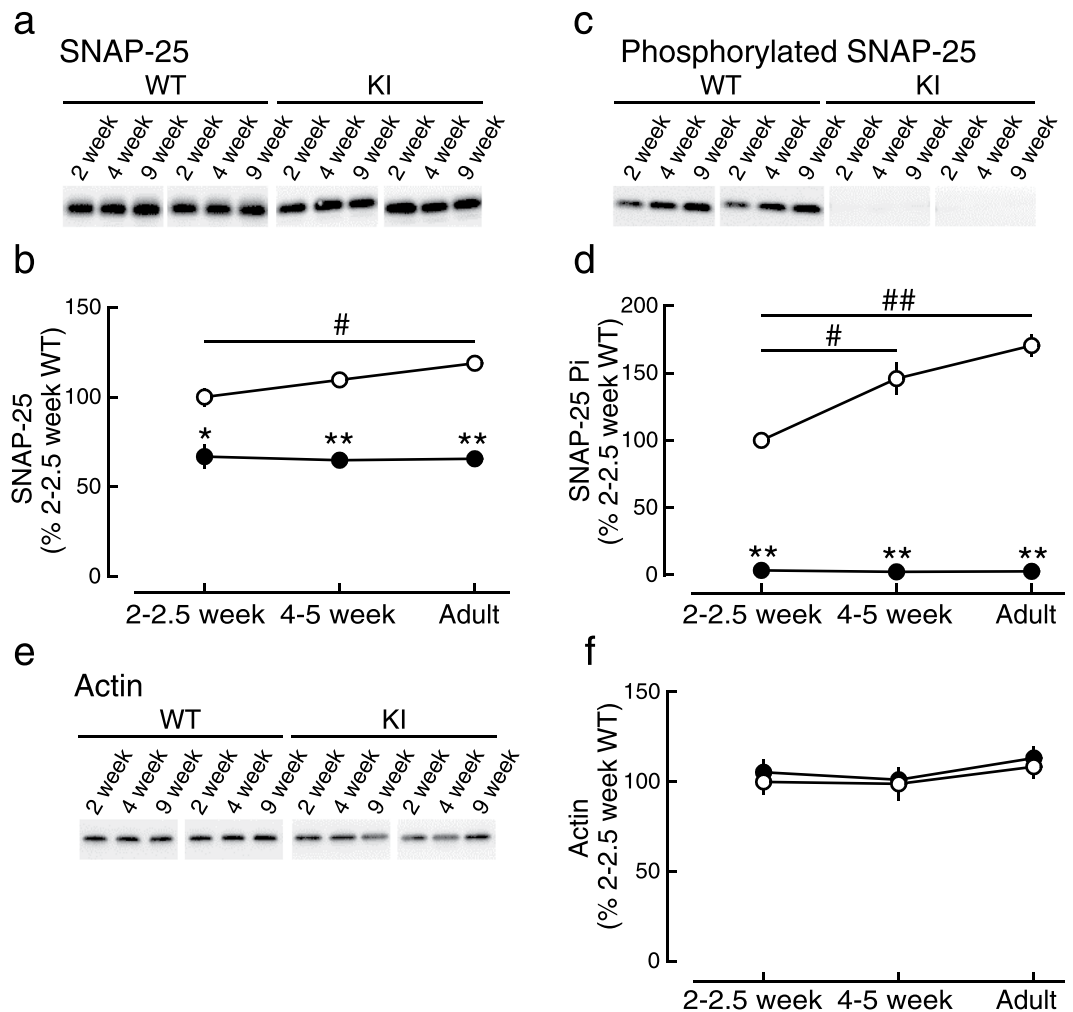 a
SNAP-25
WT KI
2 week 4 week 9 week 2 week 4 week 9 week 2 week 4 week 9 week 2 week 4 week 9 week
b
SNAP-25
(% 2-2.5 week WT)
150
100
50
0
#
* ** **
2-2.5 week 4-5 week Adult
c
Phosphorylated SNAP-25
WT KI
2 week 4 week 9 week 2 week 4 week 9 week 2 week 4 week 9 week 2 week 4 week 9 week
d
SNAP-25 Pi
(% 2-2.5 week WT)
200
150
100
50
0
##
#
** ** **
2-2.5 week 4-5 week Adult
e
Actin
WT KI
2 week 4 week 9 week 2 week 4 week 9 week 2 week 4 week 9 week 2 week 4 week 9 week
f
Actin
(% 2-2.5 week WT)
150
100
50
0
2-2.5 week 4-5 week Adult